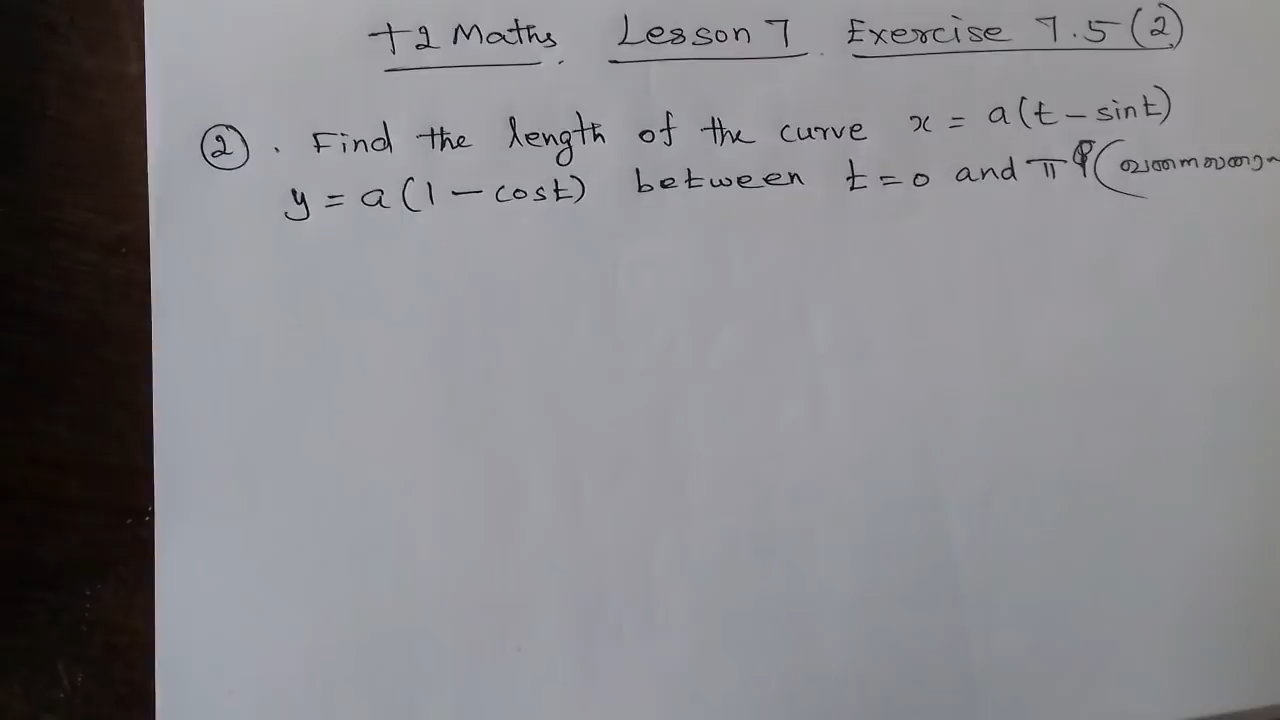 +2 Maths. Lesson 7. Exercise 7.5(2)
②. Find the length of the curve x = a(t - sint)
y = a(1 - cost) between t=0 and π (